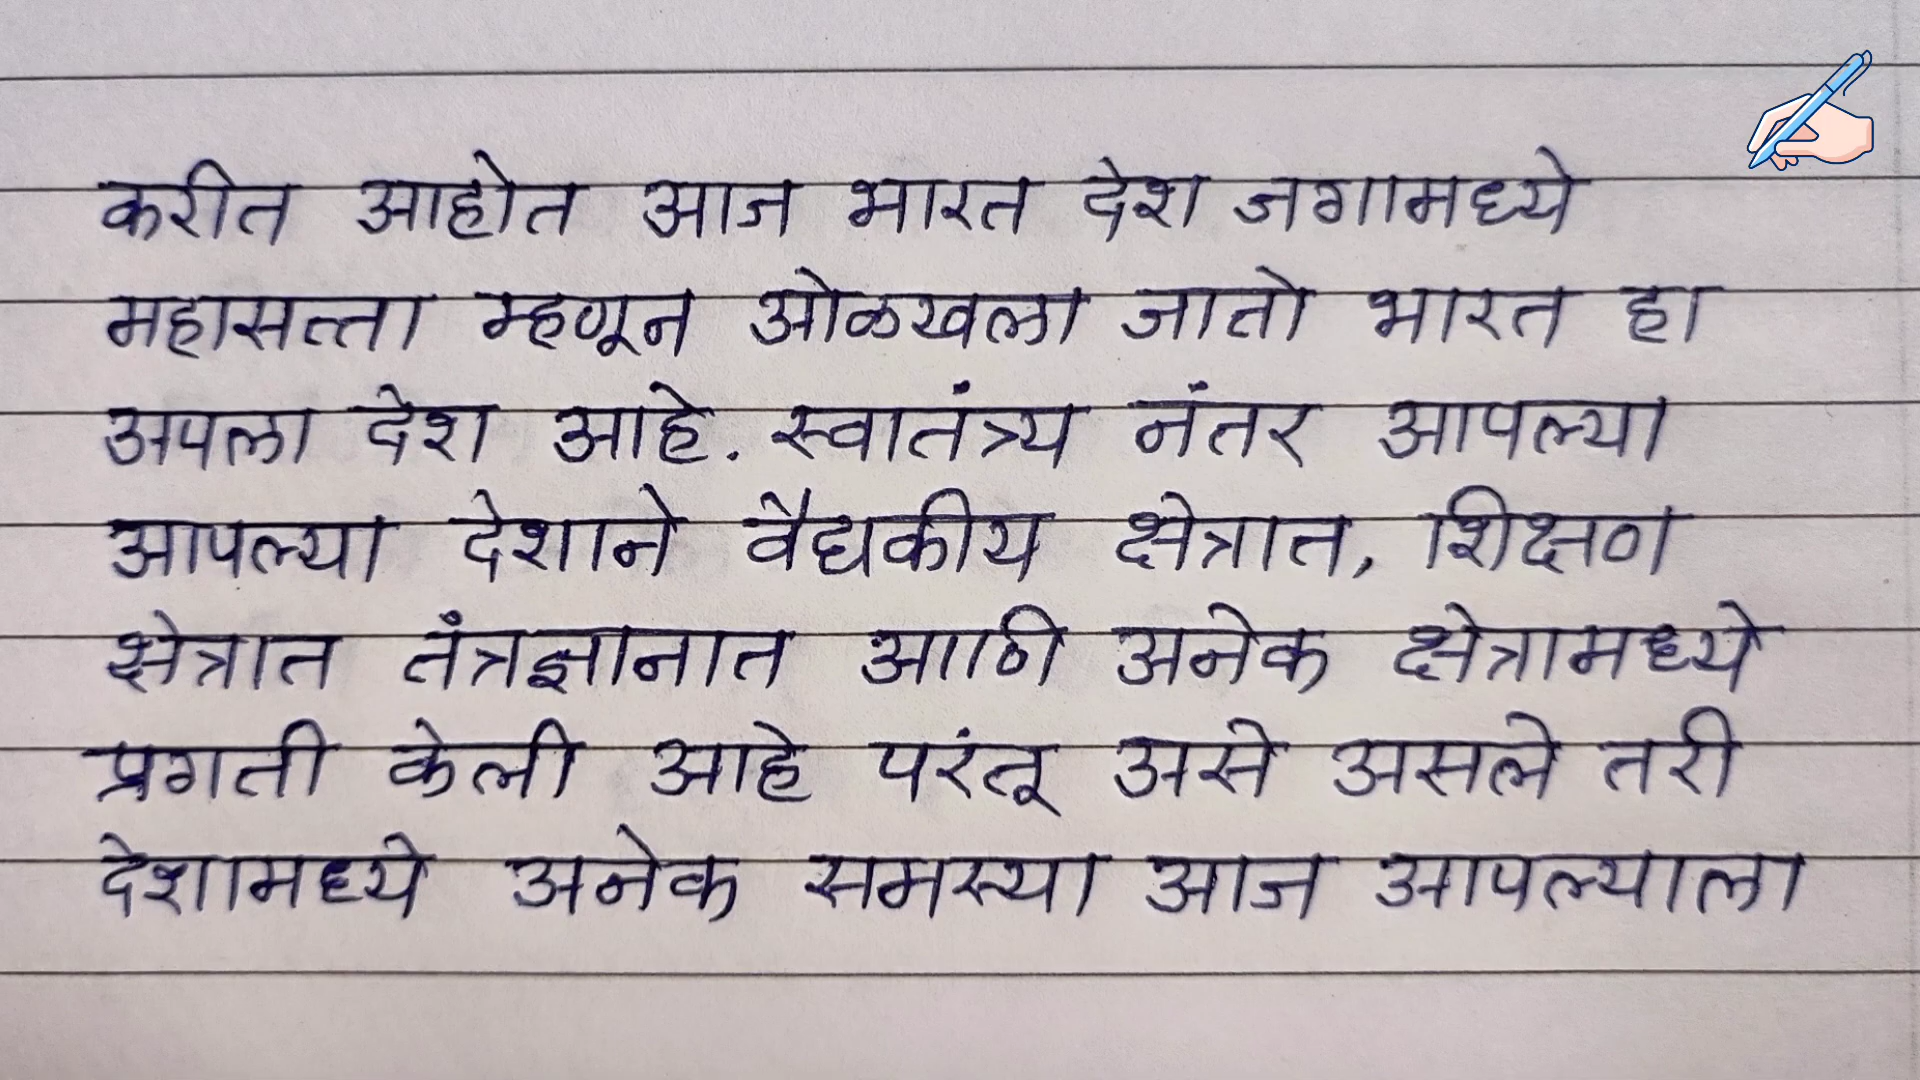 करीत आहोत आज भारत देश जगामध्ये
महासत्ता म्हणून ओळखला जातो भारत हा
अपला देश आहे. स्वातंत्र्य नंतर आपल्या
आपल्या देशाने वैद्यकीय क्षेत्रात, शिक्षण
क्षेत्रात तंत्रज्ञानात आणि अनेक क्षेत्रामध्ये
प्रगती केली आहे परंतू असे असले तरी
देशामध्ये अनेक समस्या आज आपल्याला